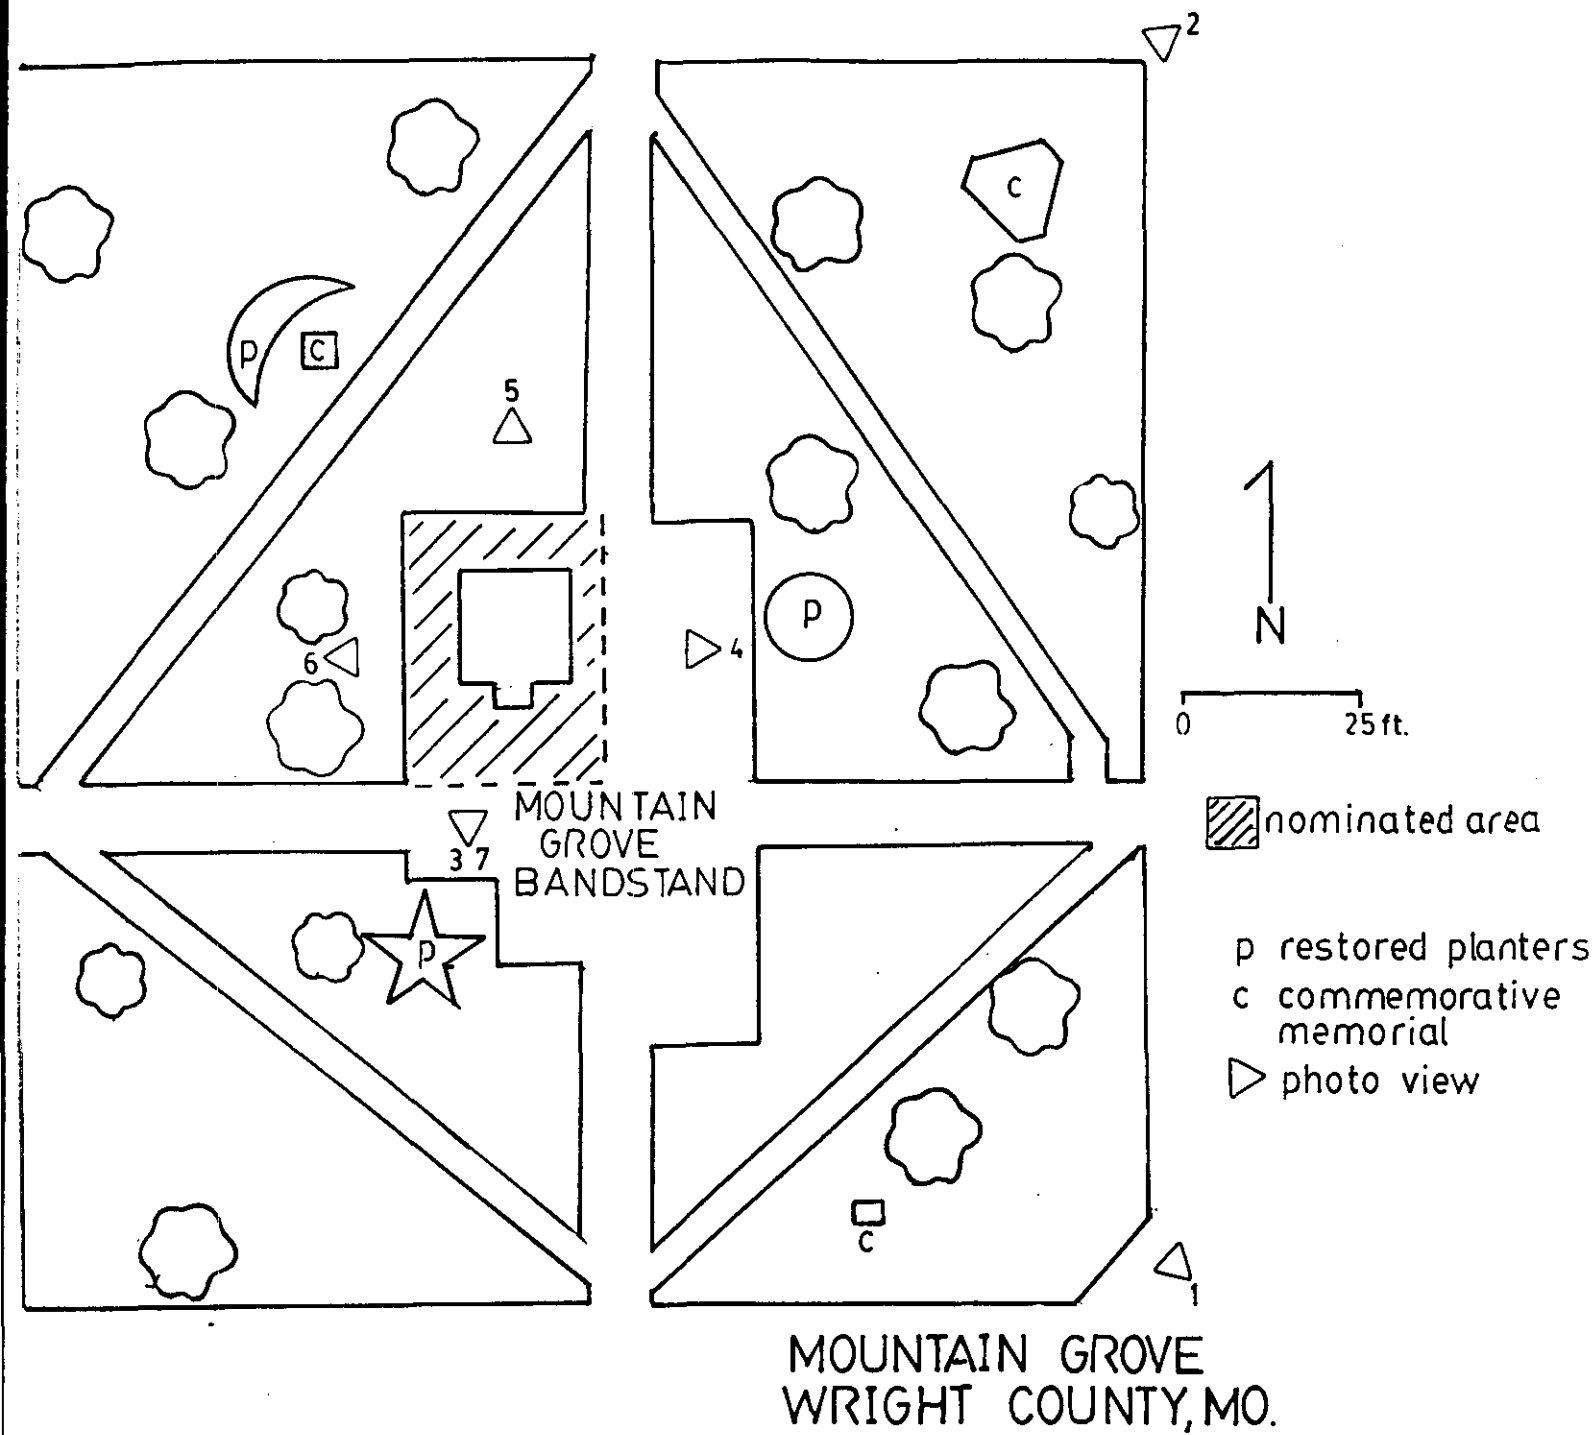 2
c
p
c
5
p
6
4
N
0 25 ft.
MOUNTAIN
GROVE
BANDSTAND
3 7
nominated area
p
p restored planters
c commemorative
memorial
photo view
c
1
MOUNTAIN GROVE
WRIGHT COUNTY, MO.